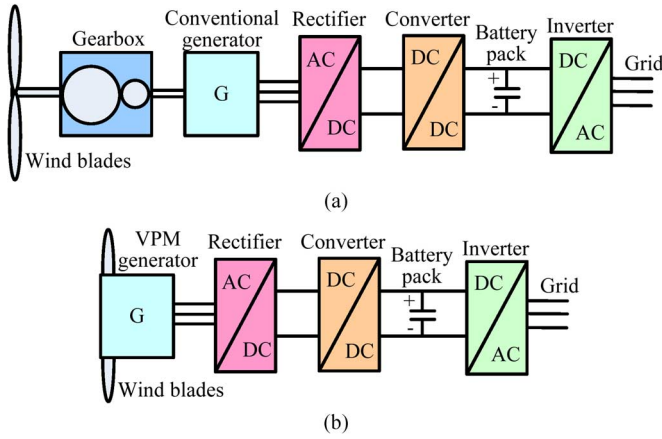 Conventional
generator
Rectifier
Converter
Battery
pack
Inverter
Gearbox
Grid
G
AC
DC
DC
DC
+
-
DC
AC
Wind blades
(a)
VPM
generator
Rectifier
Converter
Battery
pack
Inverter
Grid
G
AC
DC
DC
DC
+
-
DC
AC
Wind blades
(b)